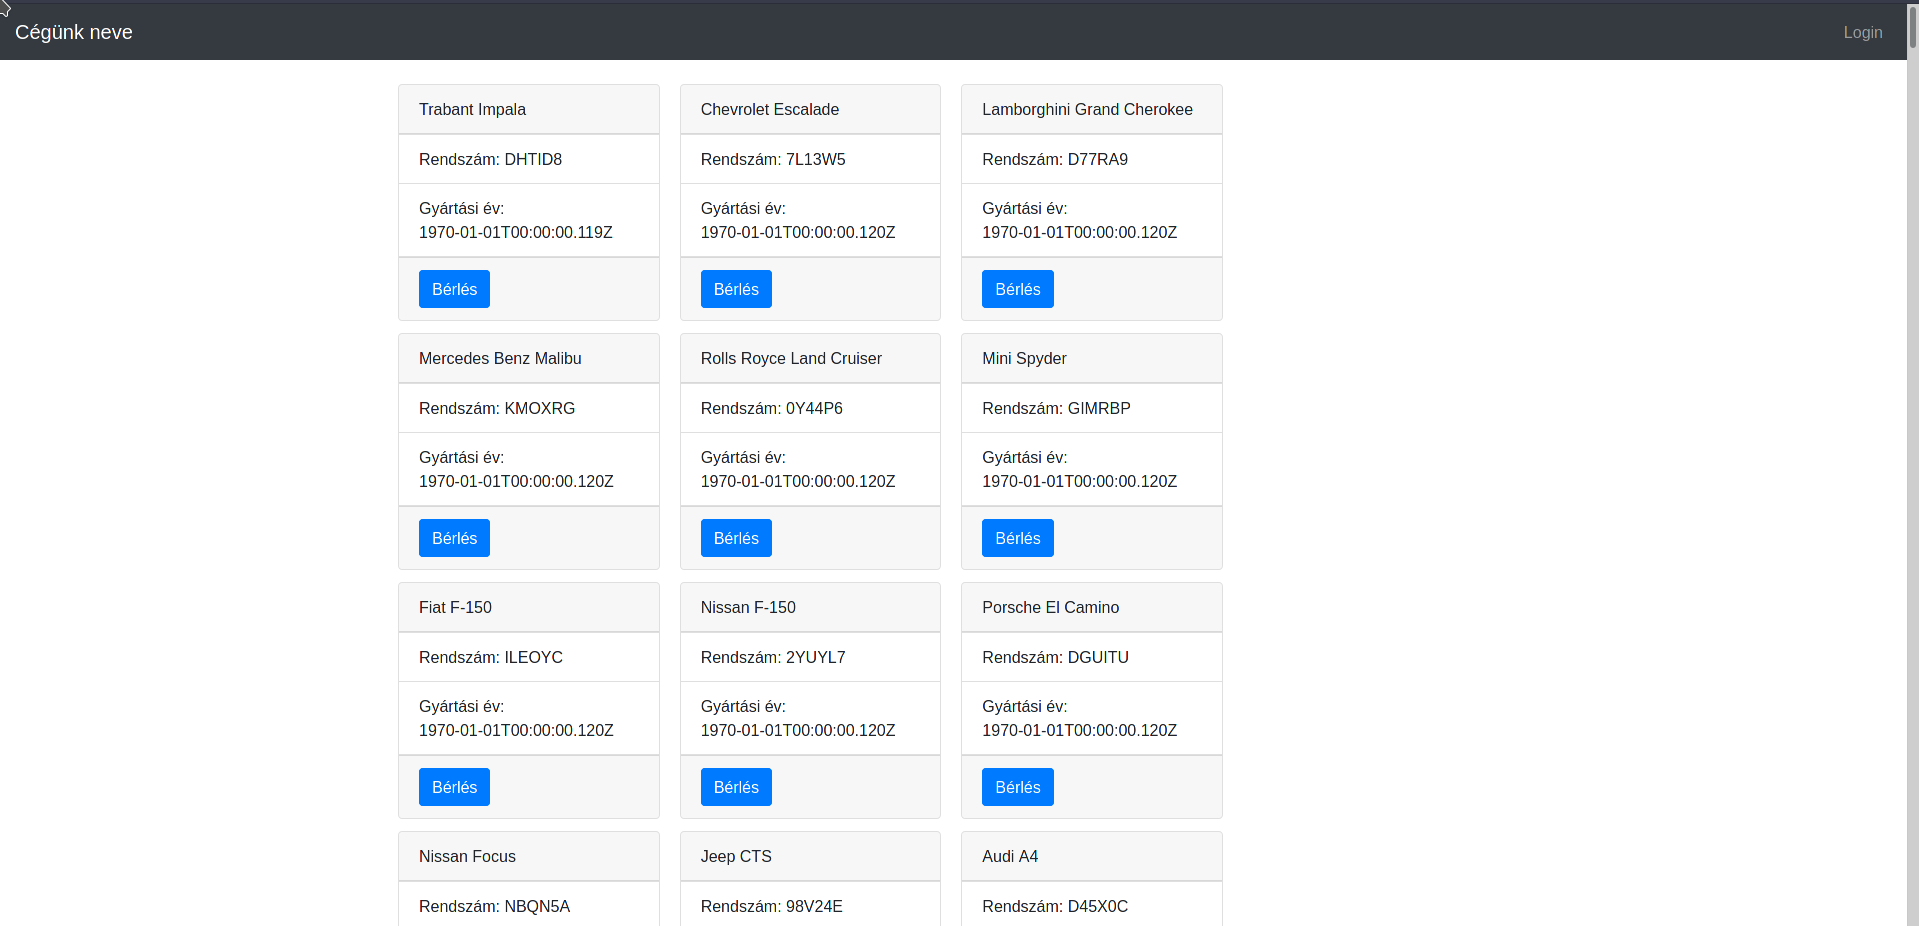 Cégünk neve
Login
Trabant Impala
Rendszám: DHTID8
Gyártási év:
1970-01-01T00:00:00.119Z
Bérlés
Chevrolet Escalade
Rendszám: 7L13W5
Gyártási év:
1970-01-01T00:00:00.120Z
Bérlés
Lamborghini Grand Cherokee
Rendszám: D77RA9
Gyártási év:
1970-01-01T00:00:00.120Z
Bérlés
Mercedes Benz Malibu
Rendszám: KMOXRG
Gyártási év:
1970-01-01T00:00:00.120Z
Bérlés
Rolls Royce Land Cruiser
Rendszám: 0Y44P6
Gyártási év:
1970-01-01T00:00:00.120Z
Bérlés
Mini Spyder
Rendszám: GIMRBP
Gyártási év:
1970-01-01T00:00:00.120Z
Bérlés
Fiat F-150
Rendszám: ILEOYC
Gyártási év:
1970-01-01T00:00:00.120Z
Bérlés
Nissan F-150
Rendszám: 2YUYL7
Gyártási év:
1970-01-01T00:00:00.120Z
Bérlés
Porsche El Camino
Rendszám: DGUITU
Gyártási év:
1970-01-01T00:00:00.120Z
Bérlés
Nissan Focus
Rendszám: NBQN5A
Jeep CTS
Rendszám: 98V24E
Audi A4
Rendszám: D45X0C